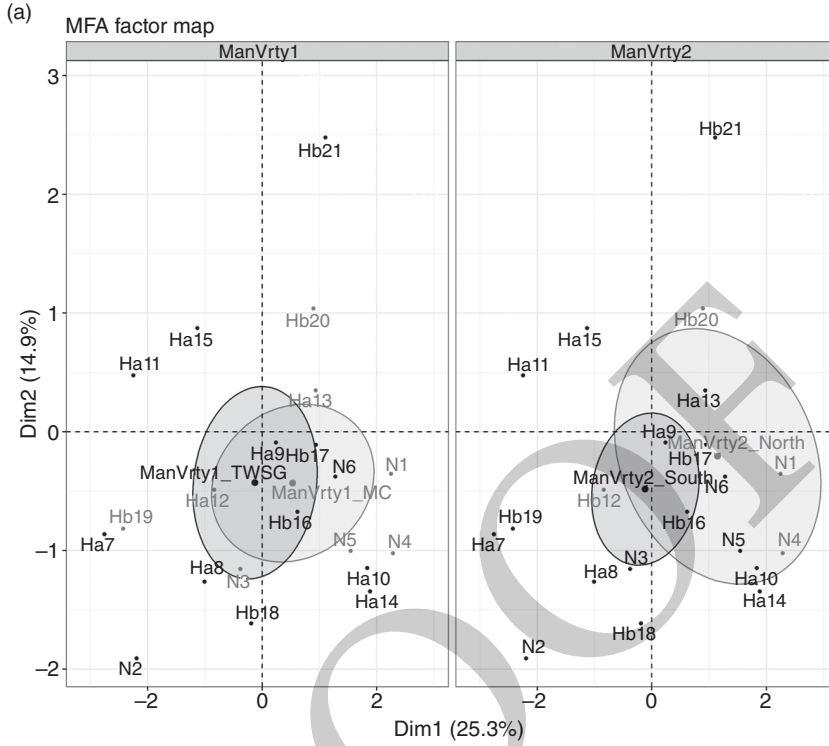 (a)
MFA factor map
ManVrty1
ManVrty2
3
2
1
0
−1
−2
Dim2 (14.9%)
Hb21
Hb20
Ha15
Ha11
Ha13
Ha9
Hb17
N6
N1
ManVrty1_TWSG
ManVrty1_MC
Ha12
Hb16
Hb19
Ha7
N5
N4
Ha8
N3
Ha10
Ha14
Hb18
N2
Hb21
Hb20
Ha15
Ha11
Ha13
Ha9
ManVrty2_North
Hb17
N1
ManVrty2_South
N6
Hb12
Hb16
Hb19
Ha7
N5
N4
N3
Ha8
Ha10
Ha14
Hb18
N2
−2
0
2
−2
0
2
Dim1 (25.3%)